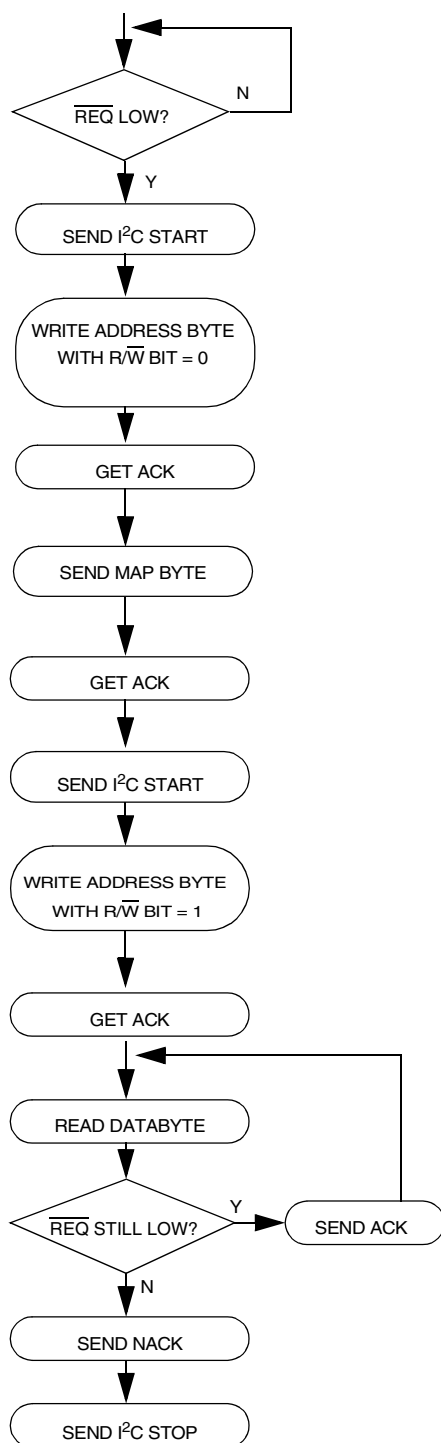 R̅E̅Q̅ LOW?
N
Y
SEND I²C START
WRITE ADDRESS BYTE
WITH R/W̅ BIT = 0
GET ACK
SEND MAP BYTE
GET ACK
SEND I²C START
WRITE ADDRESS BYTE
WITH R/W̅ BIT = 1
GET ACK
READ DATABYTE
R̅E̅Q̅ STILL LOW?
Y
SEND ACK
N
SEND NACK
SEND I²C STOP